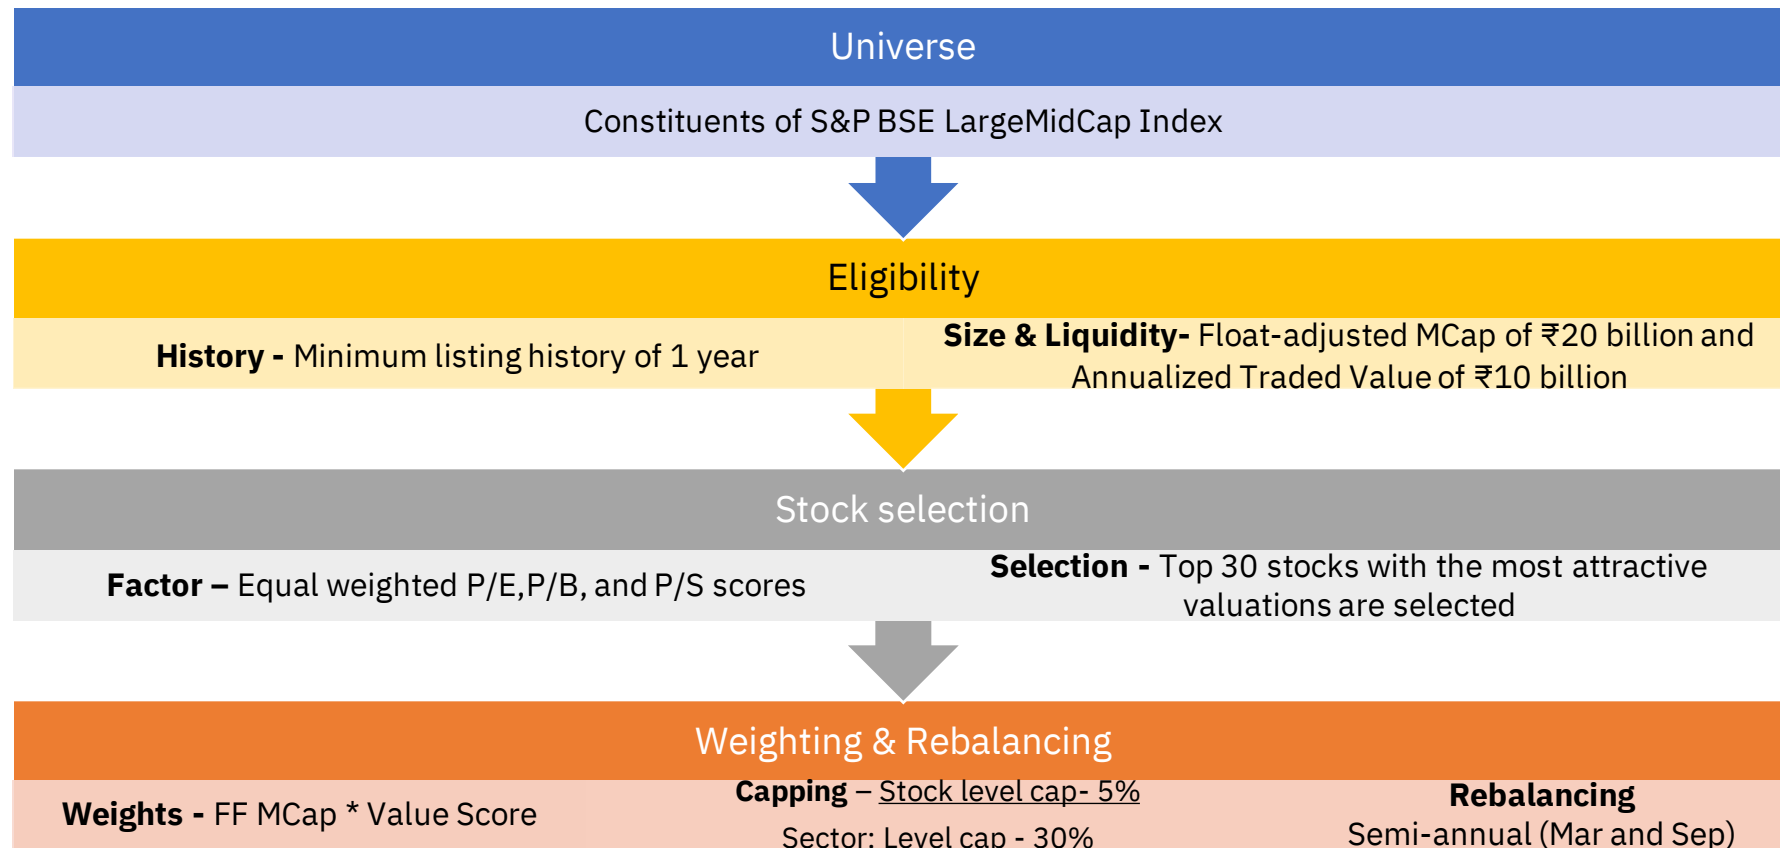 Universe
Constituents of S&P BSE LargeMidCap Index
Eligibility
History - Minimum listing history of 1 year
Size & Liquidity- Float-adjusted MCap of ₹20 billion and
Annualized Traded Value of ₹10 billion
Stock selection
Factor – Equal weighted P/E,P/B, and P/S scores
Selection - Top 30 stocks with the most attractive
valuations are selected
Weighting & Rebalancing
Weights - FF MCap * Value Score
Capping – Stock level cap- 5%
Sector: Level cap - 30%
Rebalancing
Semi-annual (Mar and Sep)